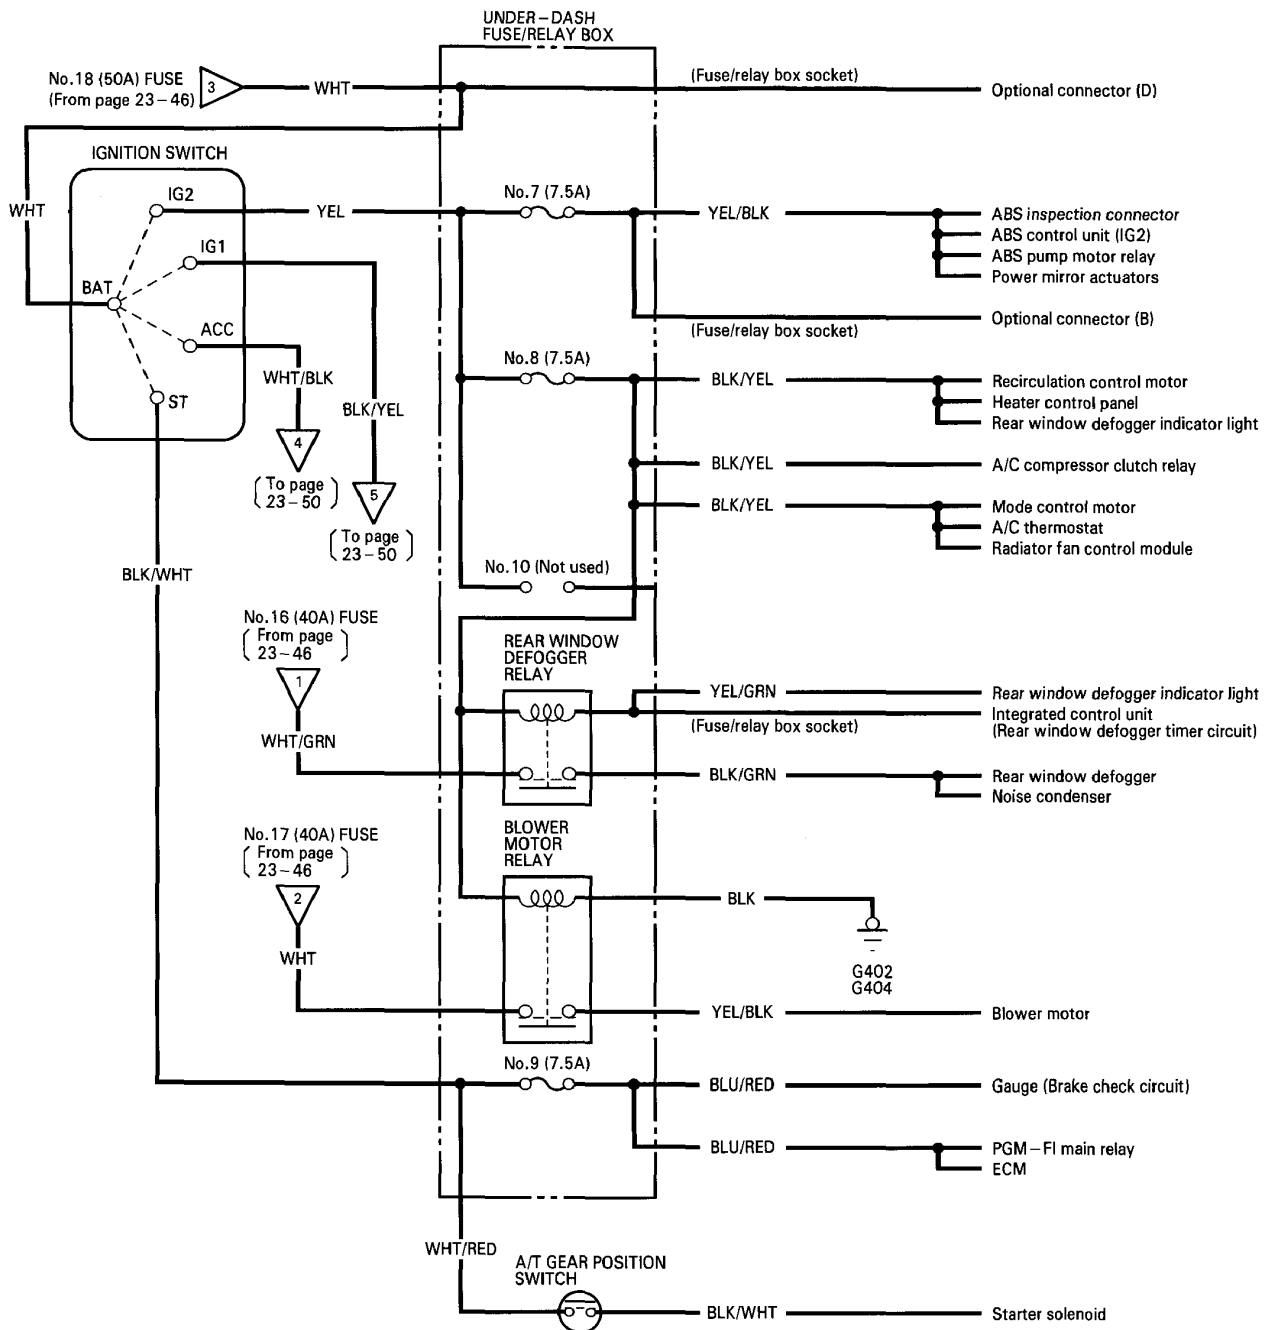 UNDER-DASH
FUSE/RELAY BOX
No.18 (50A) FUSE
(From page 23-46)
3
WHT
(Fuse/relay box socket)
Optional connector (D)
IGNITION SWITCH
WHT
IG2
YEL
No.7 (7.5A)
YEL/BLK
ABS inspection connector
ABS control unit (IG2)
ABS pump motor relay
Power mirror actuators
IG1
BAT
(Fuse/relay box socket)
Optional connector (B)
ACC
WHT/BLK
No.8 (7.5A)
BLK/YEL
Recirculation control motor
Heater control panel
Rear window defogger indicator light
ST
BLK/YEL
4
(To page
23-50)
5
(To page
23-50)
BLK/YEL
A/C compressor clutch relay
BLK/YEL
Mode control motor
A/C thermostat
Radiator fan control module
BLK/WHT
No.10 (Not used)
No.16 (40A) FUSE
(From page
23-46)
1
WHT/GRN
REAR WINDOW
DEFOGGER
RELAY
YEL/GRN
Rear window defogger indicator light
(Fuse/relay box socket)
Integrated control unit
(Rear window defogger timer circuit)
BLK/GRN
Rear window defogger
Noise condenser
No.17 (40A) FUSE
(From page
23-46)
2
WHT
BLOWER
MOTOR
RELAY
BLK
G402
G404
YEL/BLK
Blower motor
No.9 (7.5A)
BLU/RED
Gauge (Brake check circuit)
BLU/RED
PGM-FI main relay
ECM
WHT/RED
A/T GEAR POSITION
SWITCH
BLK/WHT
Starter solenoid